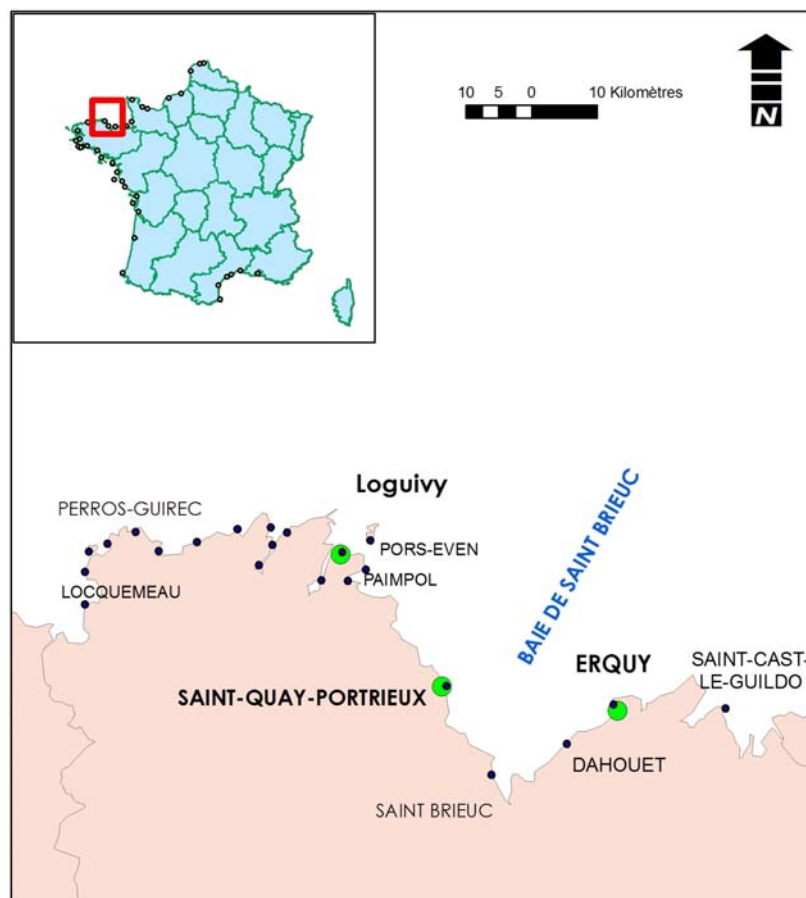 10 5 0 10 Kilomètres
N
Loguivy
PERROS-GUIREC
PORS-EVEN
LOCQUEMEAU
PAIMPOL
BAIE DE SAINT BRIEUC
ERQUY
SAINT-CAST-
LE-GUILDO
SAINT-QUAY-PORTRIEUX
DAHOUET
SAINT BRIEUC